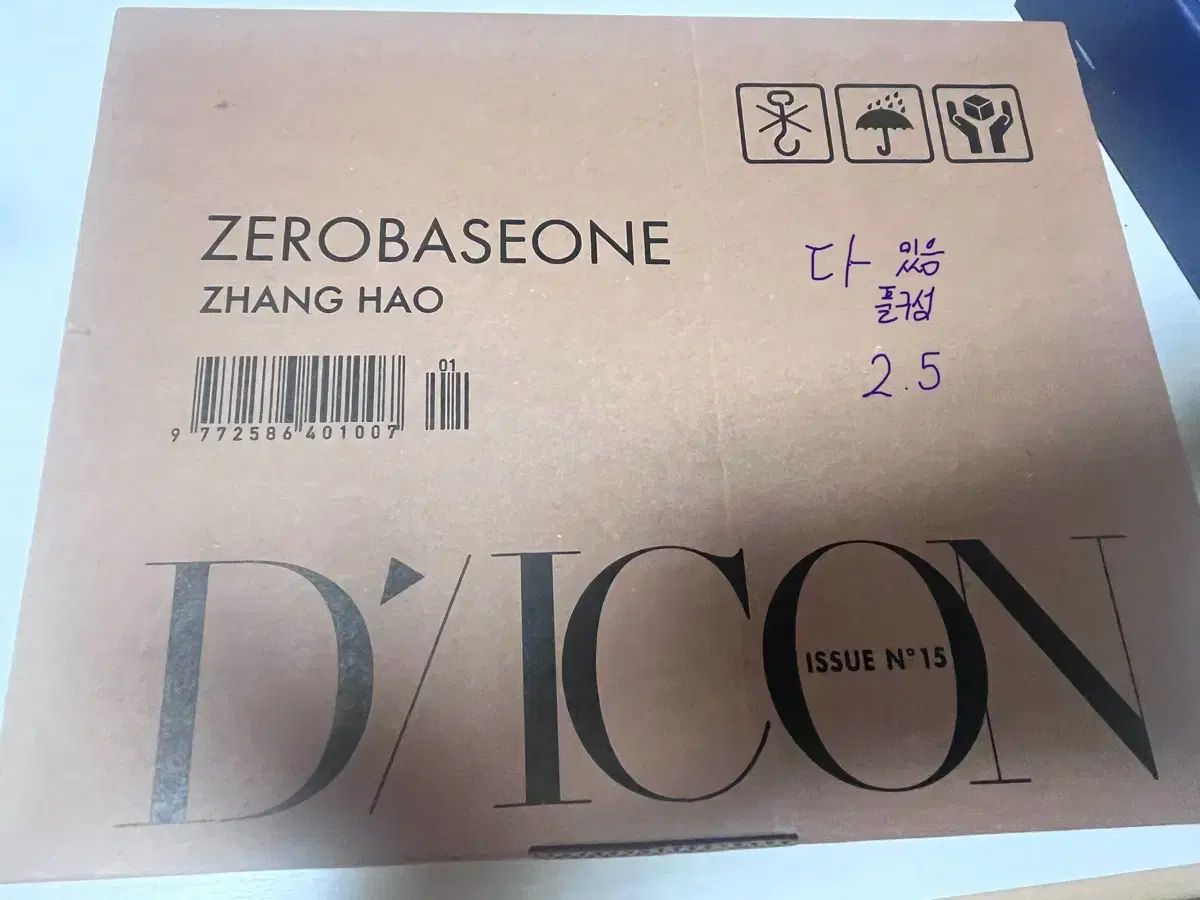 ZEROBASEONE
ZHANG HAO
다 있음
풀구성
2.5
01
9 772586 401007
D'/ICON
ISSUE N°15